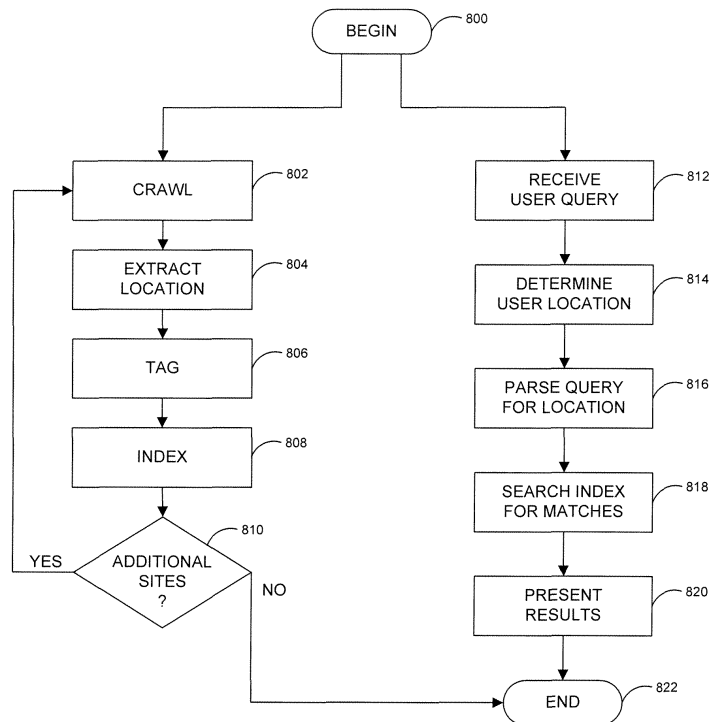 BEGIN
800
CRAWL
802
EXTRACT
LOCATION
804
TAG
806
INDEX
808
ADDITIONAL
SITES
?
810
YES
NO
RECEIVE
USER QUERY
812
DETERMINE
USER LOCATION
814
PARSE QUERY
FOR LOCATION
816
SEARCH INDEX
FOR MATCHES
818
PRESENT
RESULTS
820
END
822